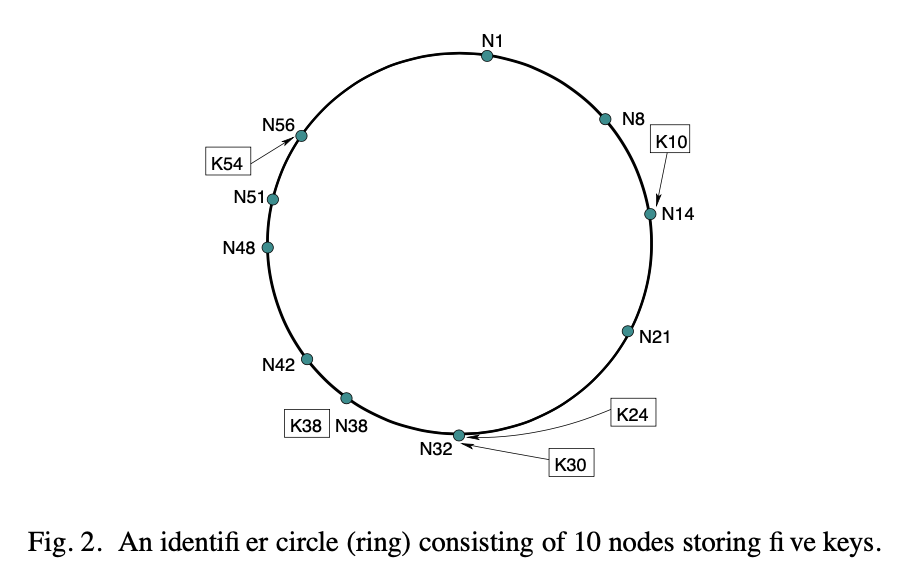 N1
N56
N8
K10
K54
N51
N14
N48
N21
N42
K24
K38 N38
N32
K30
Fig. 2. An identifi er circle (ring) consisting of 10 nodes storing fi ve keys.